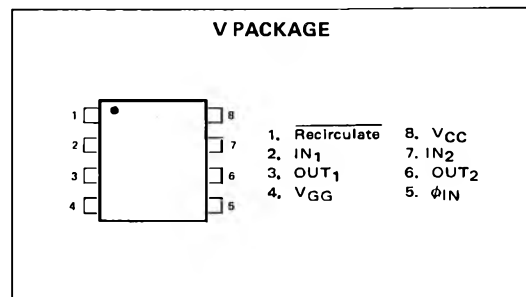 V PACKAGE
1 8
2 7
3 6
4 5
1. Recirculate 8. VCC
2. IN1 7. IN2
3. OUT1 6. OUT2
4. VGG 5. ϕIN